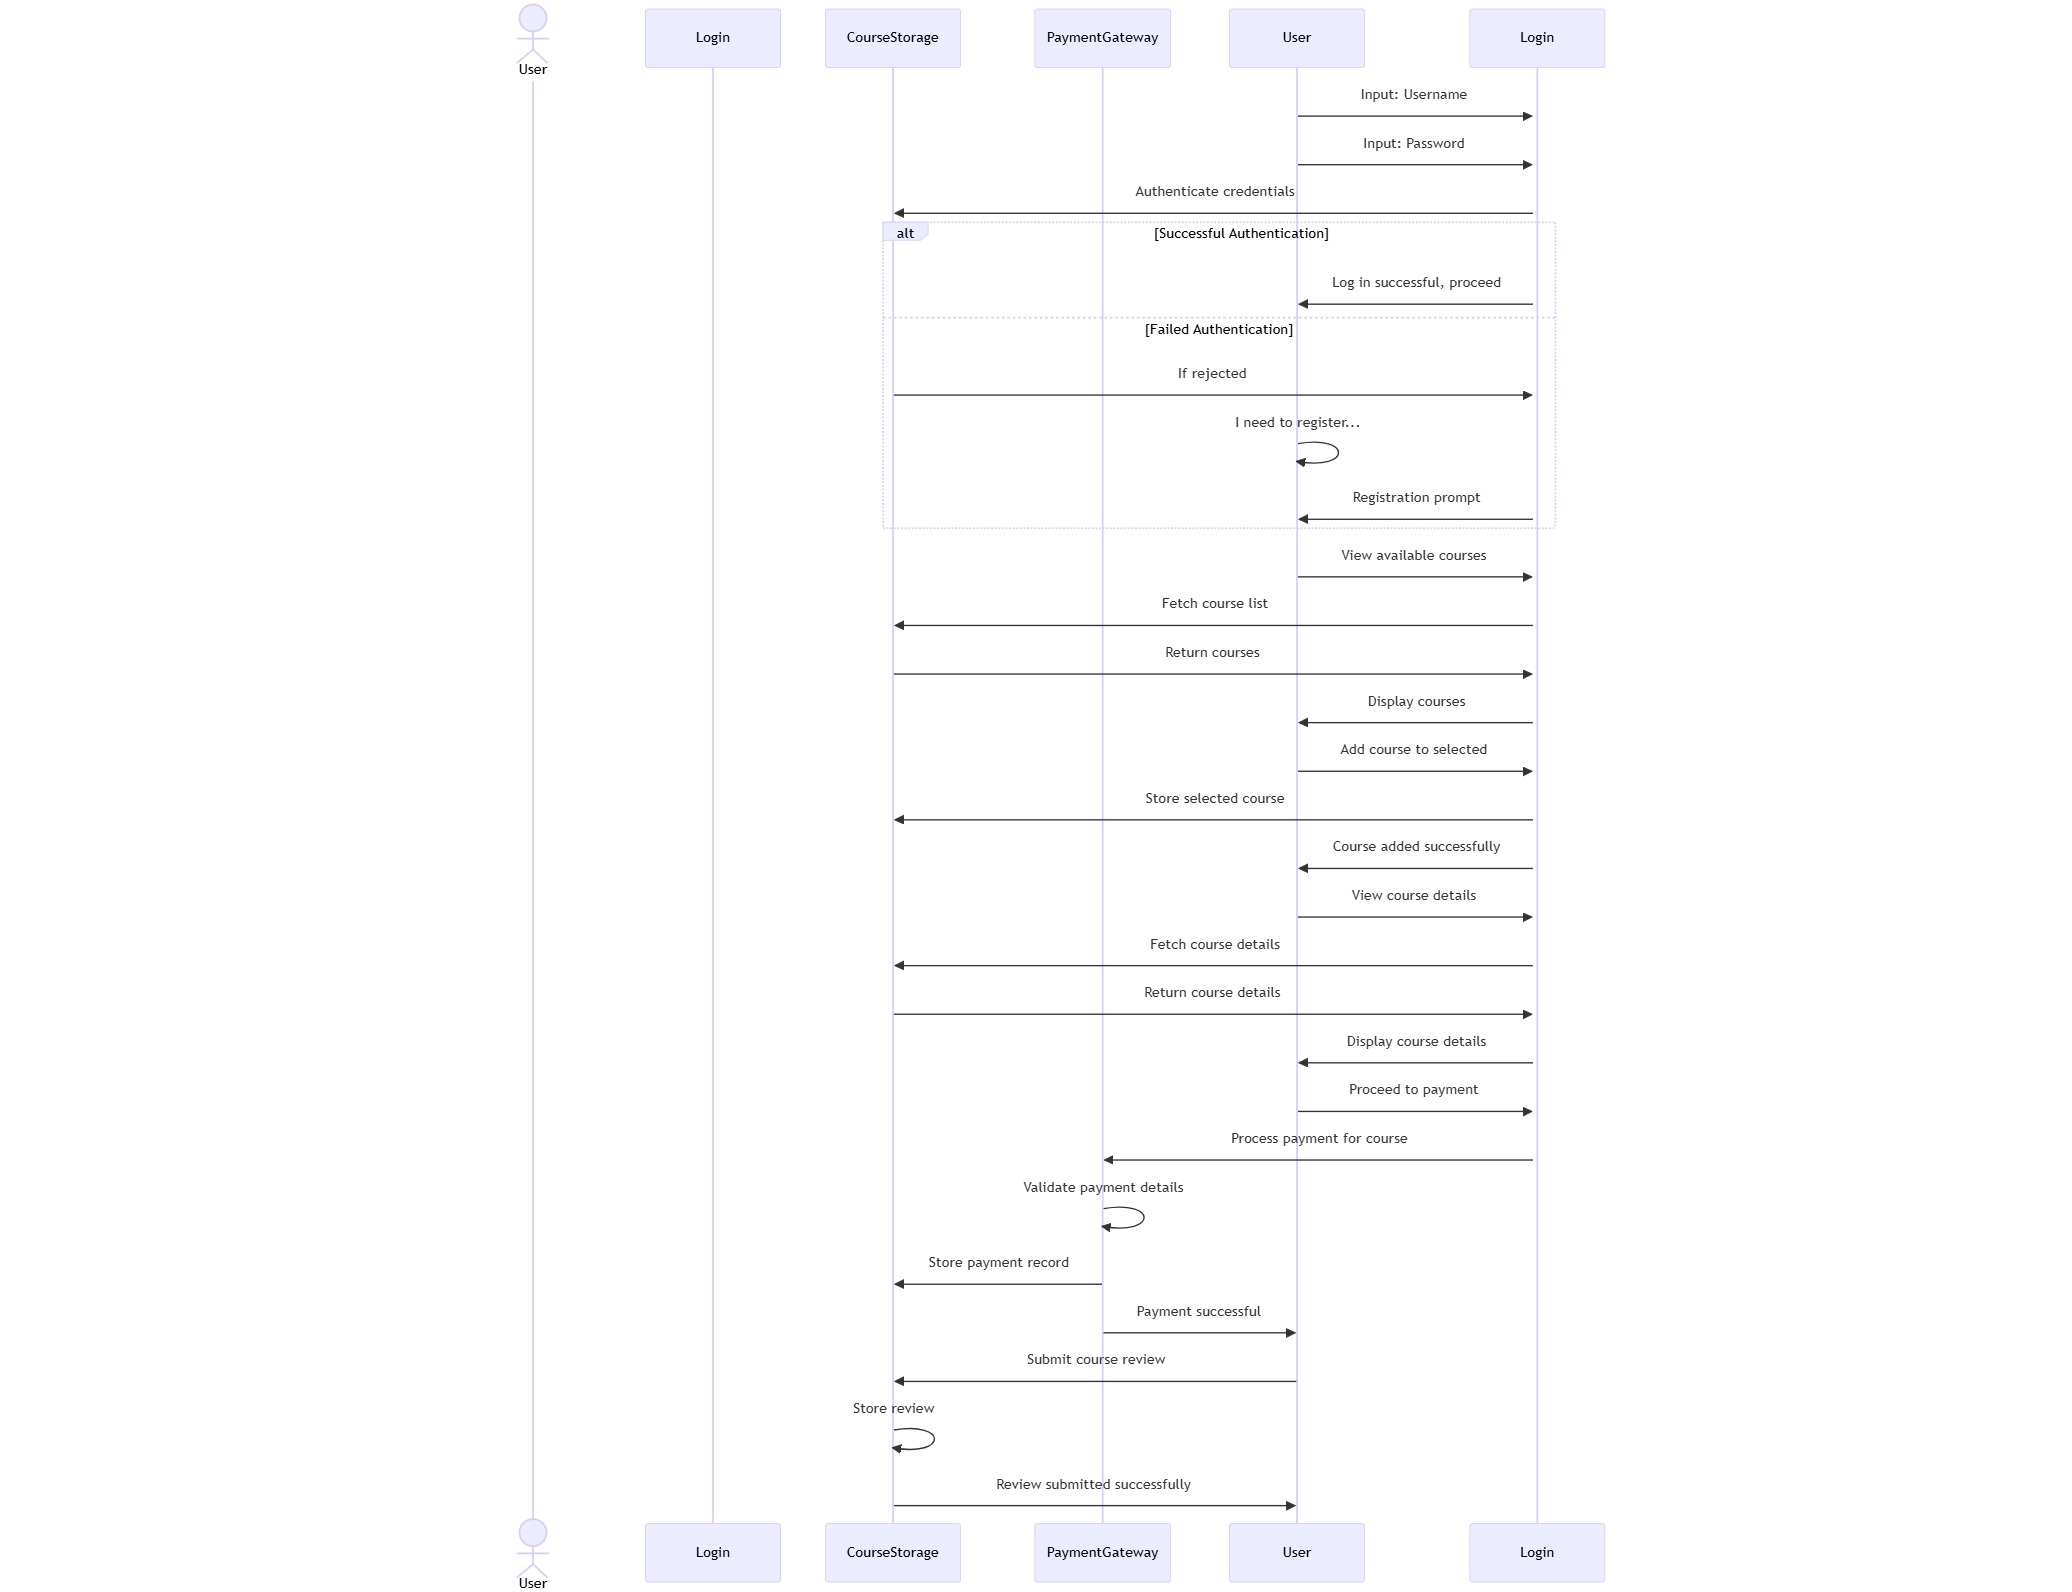 User
Login
CourseStorage
PaymentGateway
User
Login
Input: Username
Input: Password
Authenticate credentials
alt
[Successful Authentication]
Log in successful, proceed
[Failed Authentication]
If rejected
I need to register...
Registration prompt
View available courses
Fetch course list
Return courses
Display courses
Add course to selected
Store selected course
Course added successfully
View course details
Fetch course details
Return course details
Display course details
Proceed to payment
Process payment for course
Validate payment details
Store payment record
Payment successful
Submit course review
Store review
Review submitted successfully
User
Login
CourseStorage
PaymentGateway
User
Login